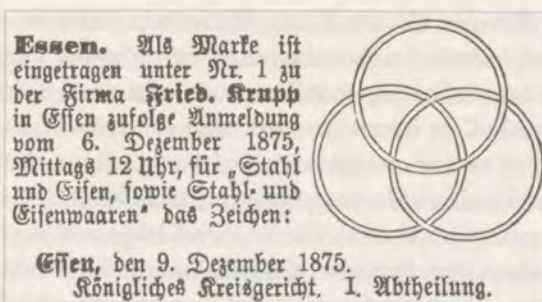 Essen. Als Marke ist
eingetragen unter Nr. 1 zu
der Firma Fried. Krupp
in Essen zufolge Anmeldung
vom 6. Dezember 1875,
Mittags 12 Uhr, für „Stahl
und Eisen, sowie Stahl- und
Eisenwaaren“ das Zeichen:
Essen, den 9. Dezember 1875.
Königliches Kreisgericht, I. Abtheilung.